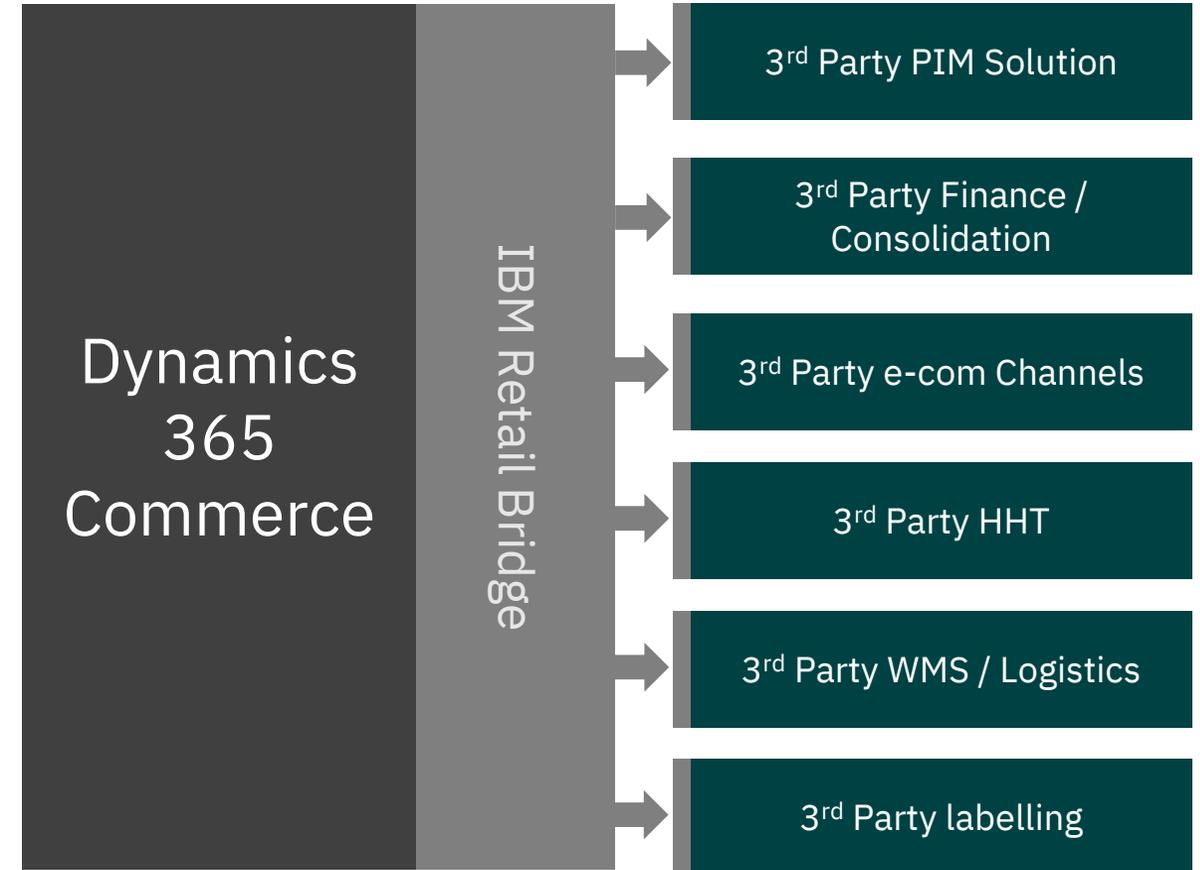 Dynamics
365
Commerce
IBM Retail Bridge
3rd Party PIM Solution
3rd Party Finance /
Consolidation
3rd Party e-com Channels
3rd Party HHT
3rd Party WMS / Logistics
3rd Party labelling